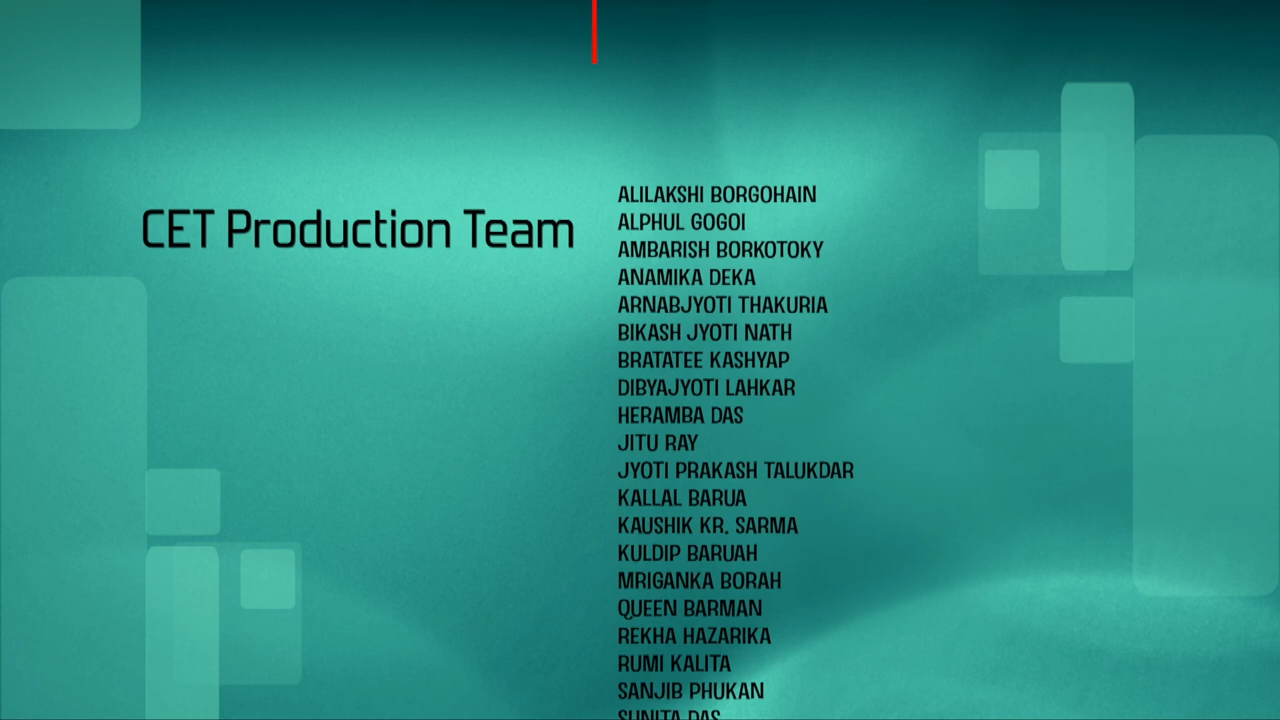 CET Production Team
ALILAKSHI BORGOHAIN
ALPHUL GOGOI
AMBARISH BORKOTOKY
ANAMIKA DEKA
ARNABJYOTI THAKURIA
BIKASH JYOTI NATH
BRATATEE KASHYAP
DIBYAJYOTI LAHKAR
HERAMBA DAS
JITU RAY
JYOTI PRAKASH TALUKDAR
KALLAL BARUA
KAUSHIK KR. SARMA
KULDIP BARUAH
MRIGANKA BORAH
QUEEN BARMAN
REKHA HAZARIKA
RUMI KALITA
SANJIB PHUKAN
SUNITA DAS